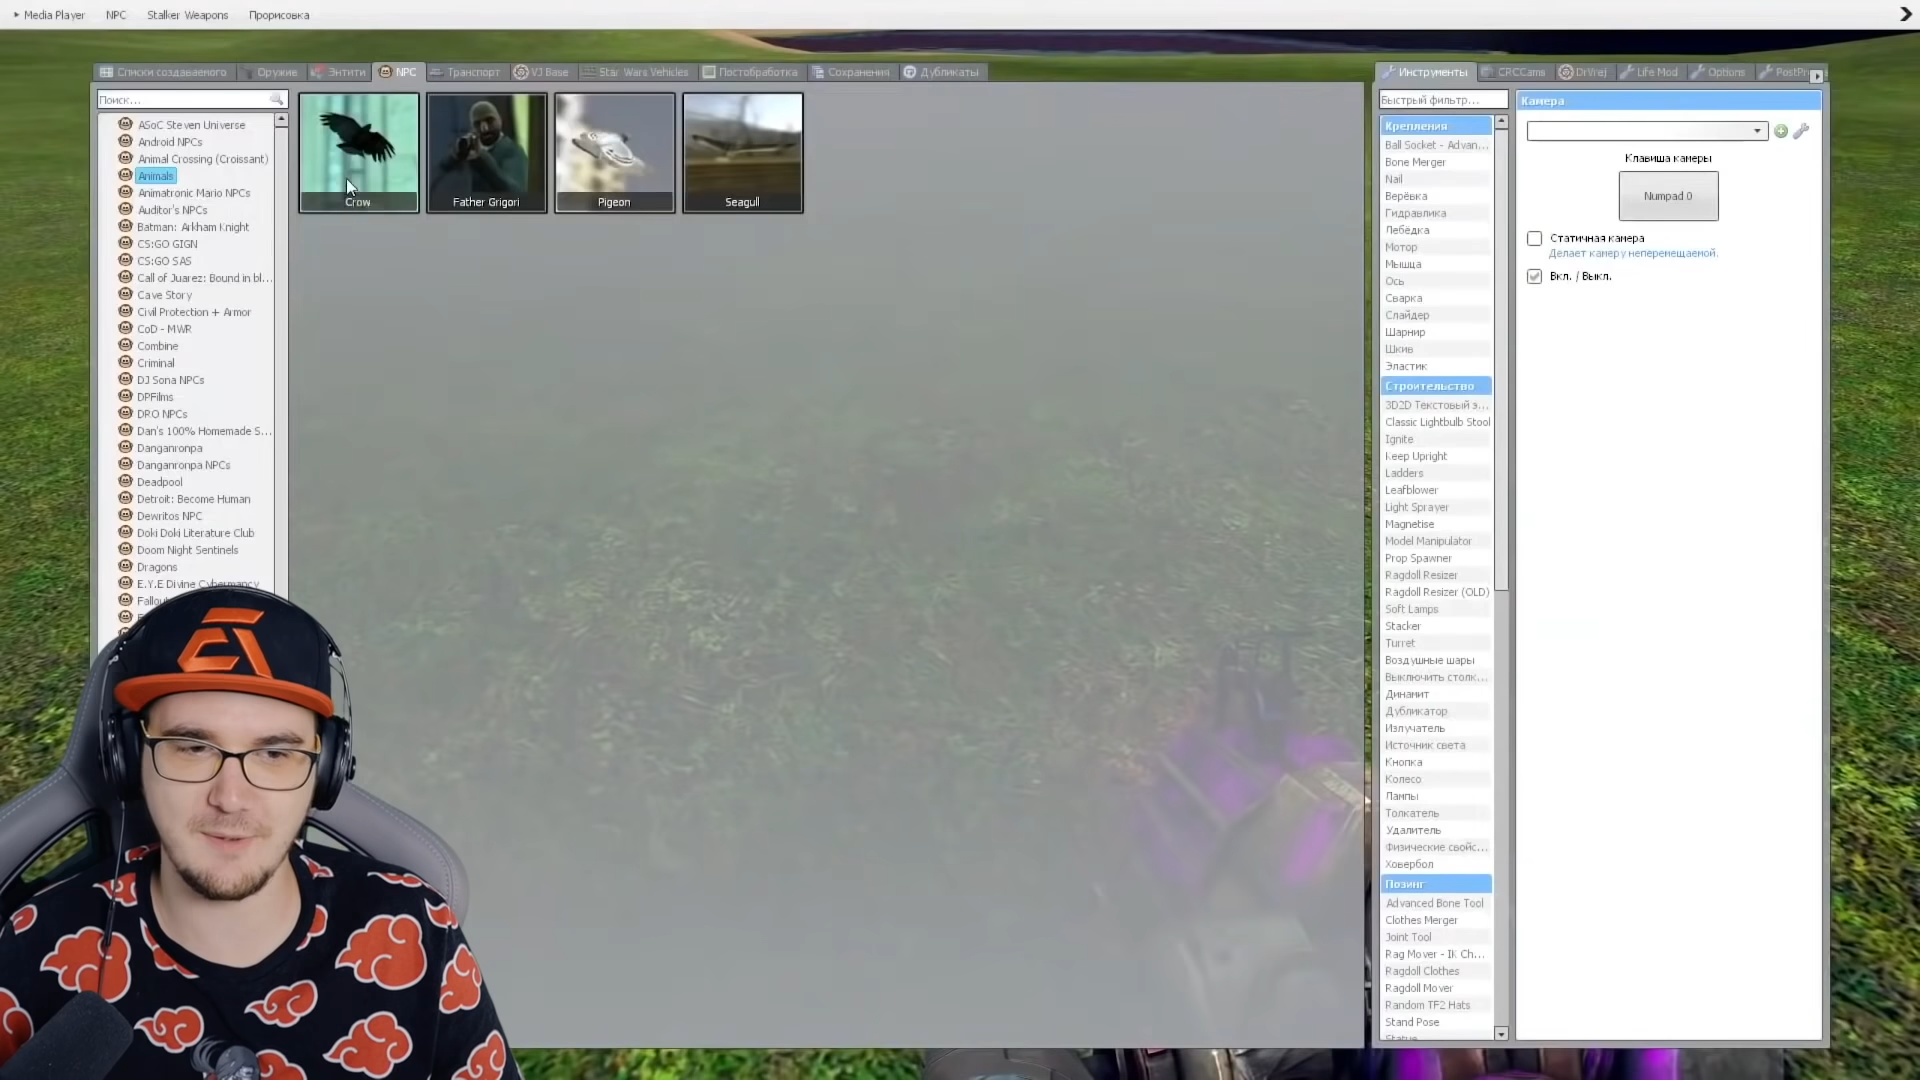 Media Player NPC Stalker Weapons Прорисовка
Списки создаваемого Оружие Энтити NPC Транспорт VJ Base Star Wars Vehicles Постобработка Сохранения Дубликаты
Поиск...
ASoC Steven Universe
Android NPCs
Animal Crossing (Croissant)
Animals
Animatronic Mario NPCs
Auditor's NPCs
Batman: Arkham Knight
CS:GO GIGN
CS:GO SAS
Call of Juarez: Bound in bl...
Cave Story
Civil Protection + Armor
CoD - MWR
Combine
Criminal
DJ Sona NPCs
DPFilms
DRO NPCs
Dan's 100% Homemade S...
Danganronpa
Danganronpa NPCs
Deadpool
Detroit: Become Human
Dewritos NPC
Doki Doki Literature Club
Doom Night Sentinels
Dragons
E.Y.E Divine Cybermancy
Crow Father Grigori Pigeon Seagull
Инструменты CRCCams DrVrej Life Mod Options
Быстрый фильтр...
Крепления
Ball Socket - Advan...
Bone Merger
Nail
Верёвка
Гидравлика
Лебёдка
Мотор
Мышца
Ось
Сварка
Слайдер
Шарнир
Шкив
Эластик
Строительство
3D2D Текстовый э...
Classic Lightbulb Stool
Ignite
Keep Upright
Ladders
Leafblower
Light Sprayer
Magnetise
Model Manipulator
Prop Spawner
Ragdoll Resizer
Ragdoll Resizer (OLD)
Soft Lamps
Stacker
Turret
Воздушные шары
Выключить столк...
Динамит
Дубликатор
Излучатель
Источник света
Кнопка
Колесо
Лампы
Толкатель
Удалитель
Физические свойс...
Ховербол
Позинг
Advanced Bone Tool
Clothes Merger
Joint Tool
Rag Mover - IK Ch...
Ragdoll Clothes
Ragdoll Mover
Random TF2 Hats
Stand Pose
Камера
Клавиша камеры
Numpad 0
Статичная камера
Делает камеру неперемещаемой.
Вкл. / Выкл.